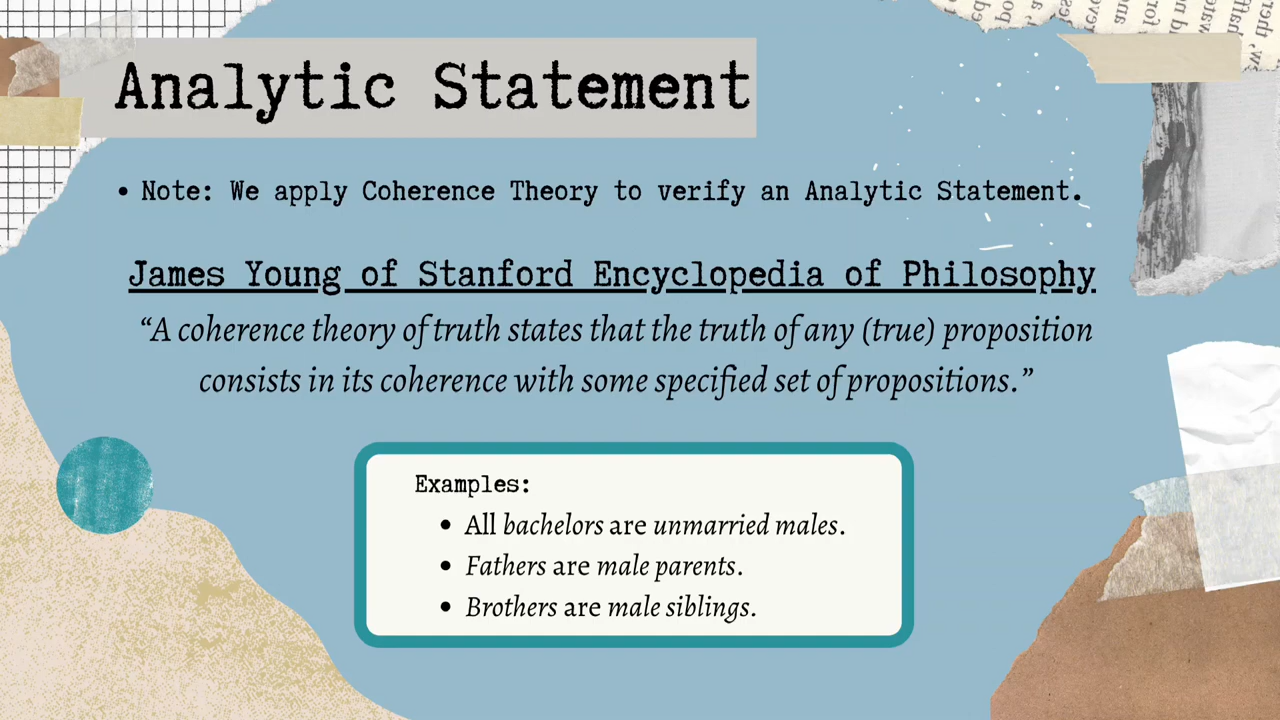 Analytic Statement
• Note: We apply Coherence Theory to verify an Analytic Statement.
James Young of Stanford Encyclopedia of Philosophy
“A coherence theory of truth states that the truth of any (true) proposition
consists in its coherence with some specified set of propositions.”
Examples:
• All bachelors are unmarried males.
• Fathers are male parents.
• Brothers are male siblings.